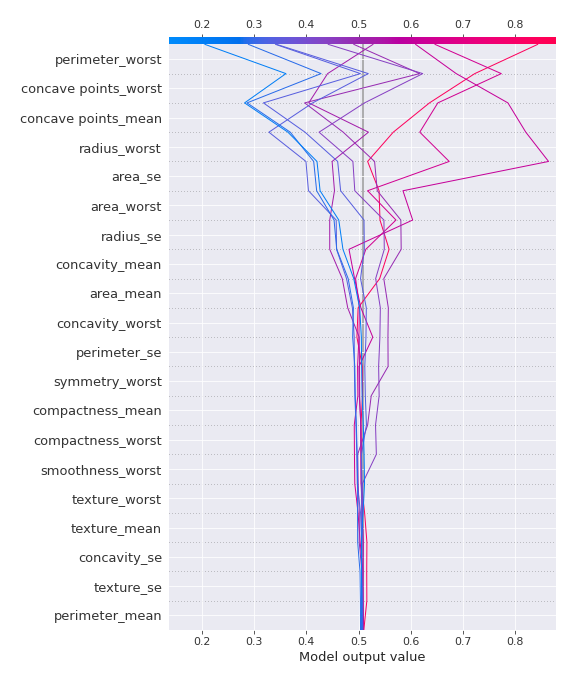 0.2 0.3 0.4 0.5 0.6 0.7 0.8
perimeter_worst
concave points_worst
concave points_mean
radius_worst
area_se
area_worst
radius_se
concavity_mean
area_mean
concavity_worst
perimeter_se
symmetry_worst
compactness_mean
compactness_worst
smoothness_worst
texture_worst
texture_mean
concavity_se
texture_se
perimeter_mean
0.2 0.3 0.4 0.5 0.6 0.7 0.8
Model output value